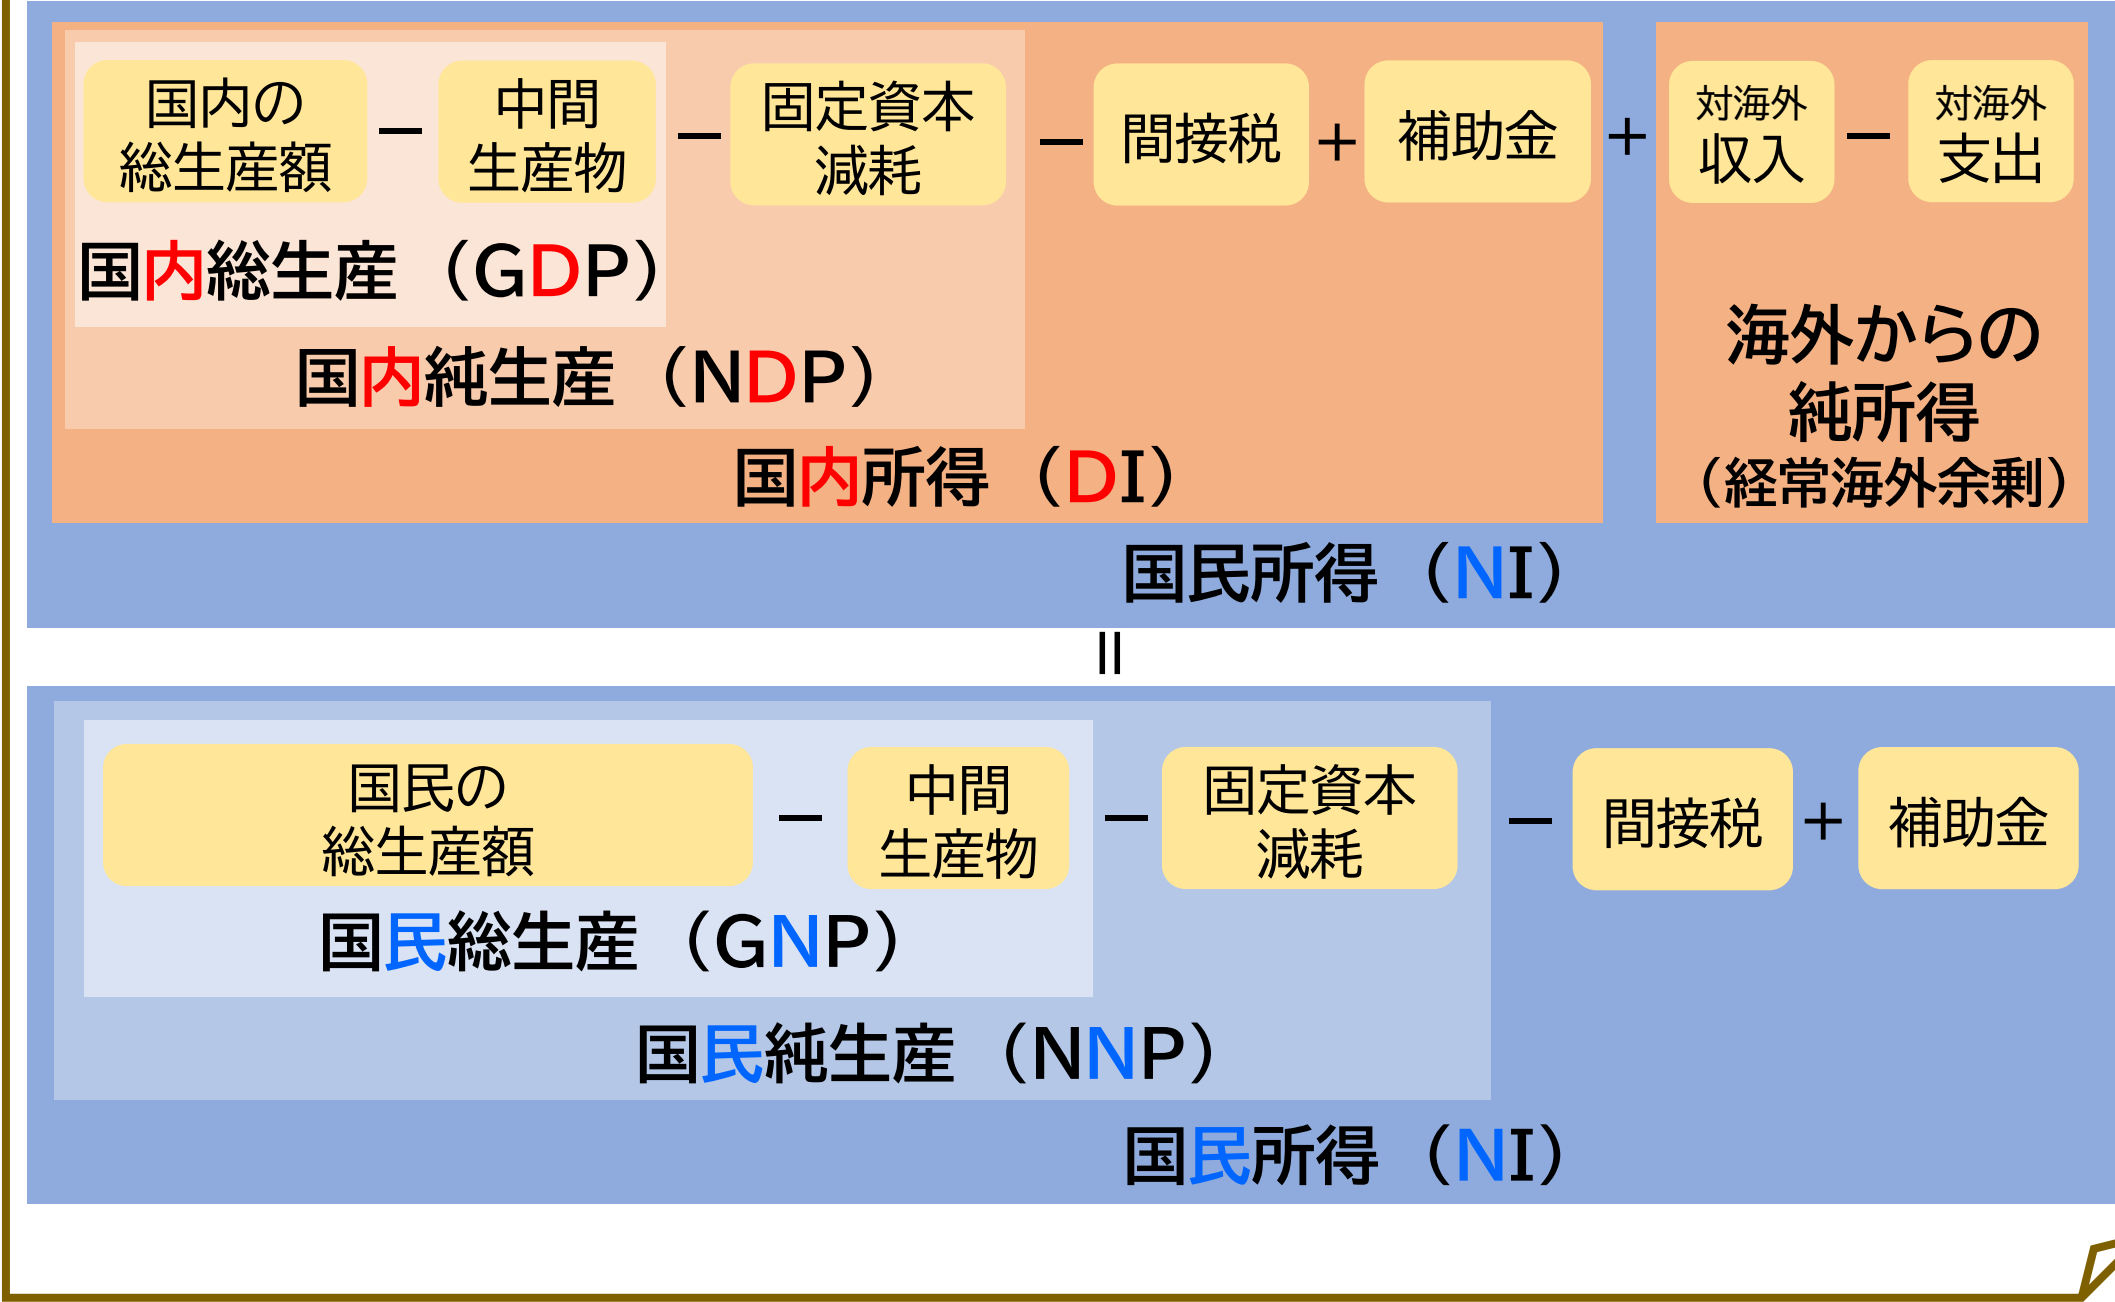 国内の
総生産額
－
中間
生産物
－
固定資本
減耗
－
間接税
＋
補助金
＋
対海外
収入
－
対海外
支出
国内総生産（GDP）
国内純生産（NDP）
国内所得（DI）
海外からの
純所得
（経常海外余剰）
国民所得（NI）
＝
国民の
総生産額
－
中間
生産物
－
固定資本
減耗
－
間接税
＋
補助金
国民総生産（GNP）
国民純生産（NNP）
国民所得（NI）